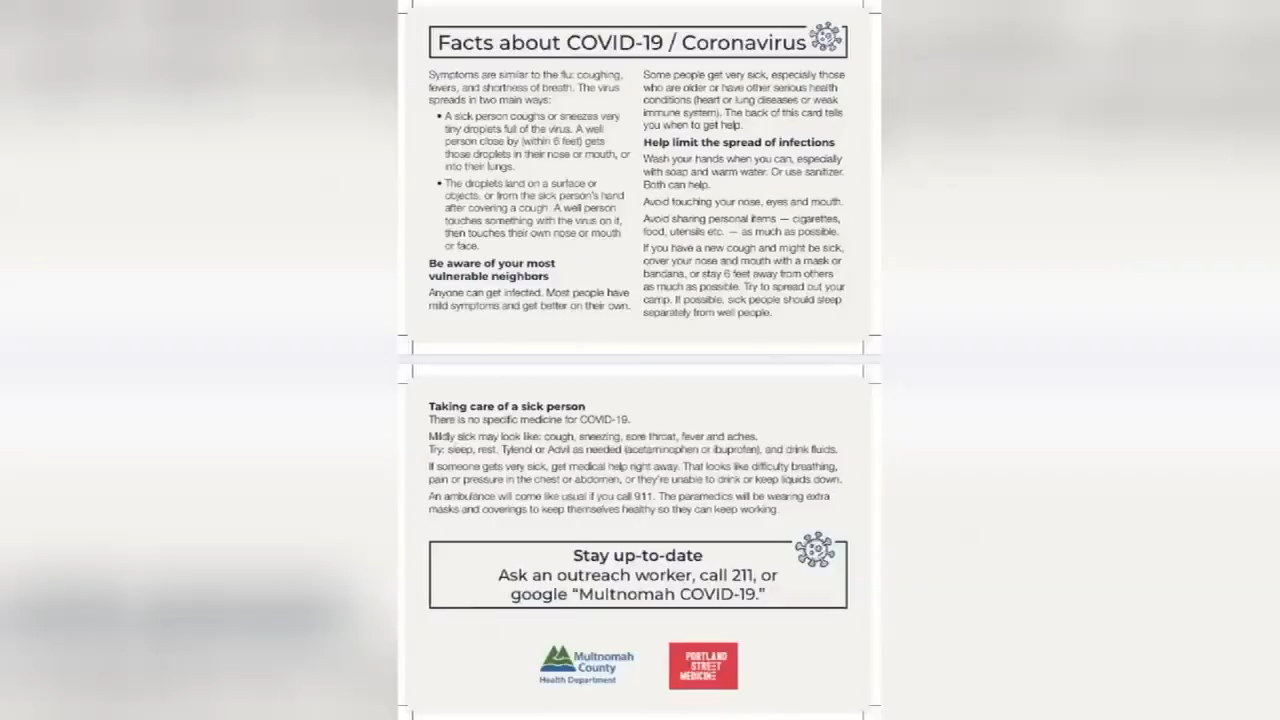 Facts about COVID-19 / Coronavirus
Symptoms are similar to the flu: coughing,
fevers, and shortness of breath. The virus
spreads in two main ways:
• A sick person coughs or sneezes very
tiny droplets full of the virus. A well
person close by (within 6 feet) gets
those droplets in their nose or mouth, or
into their lungs.
• The droplets land on a surface or
objects, or from the sick person's hand
after covering a cough. A well person
touches something with the virus on it,
then touches their own nose or mouth
or face.
Be aware of your most
vulnerable neighbors
Anyone can get infected. Most people have
mild symptoms and get better on their own.
Some people get very sick, especially those
who are older or have other serious health
conditions (heart or lung diseases or weak
immune system). The back of this card tells
you when to get help.
Help limit the spread of infections
Wash your hands when you can, especially
with soap and warm water. Or use sanitizer.
Both can help.
Avoid touching your nose, eyes and mouth.
Avoid sharing personal items — cigarettes,
food, utensils etc. — as much as possible.
If you have a new cough and might be sick,
cover your nose and mouth with a mask or
bandana, or stay 6 feet away from others
as much as possible. Try to spread out your
camp. If possible, sick people should sleep
separately from well people.
Taking care of a sick person
There is no specific medicine for COVID-19.
Mildly sick may look like: cough, sneezing, sore throat, fever and aches.
Try: sleep, rest, Tylenol or Advil as needed (acetaminophen or ibuprofen), and drink fluids.
If someone gets very sick, get medical help right away. That looks like difficulty breathing,
pain or pressure in the chest or abdomen, or they're unable to drink or keep liquids down.
An ambulance will come like usual if you call 911. The paramedics will be wearing extra
masks and coverings to keep themselves healthy so they can keep working.
Stay up-to-date
Ask an outreach worker, call 211, or
google “Multnomah COVID-19.”
Multnomah
County
Health Department
PORTLAND
STREET
MEDICINE